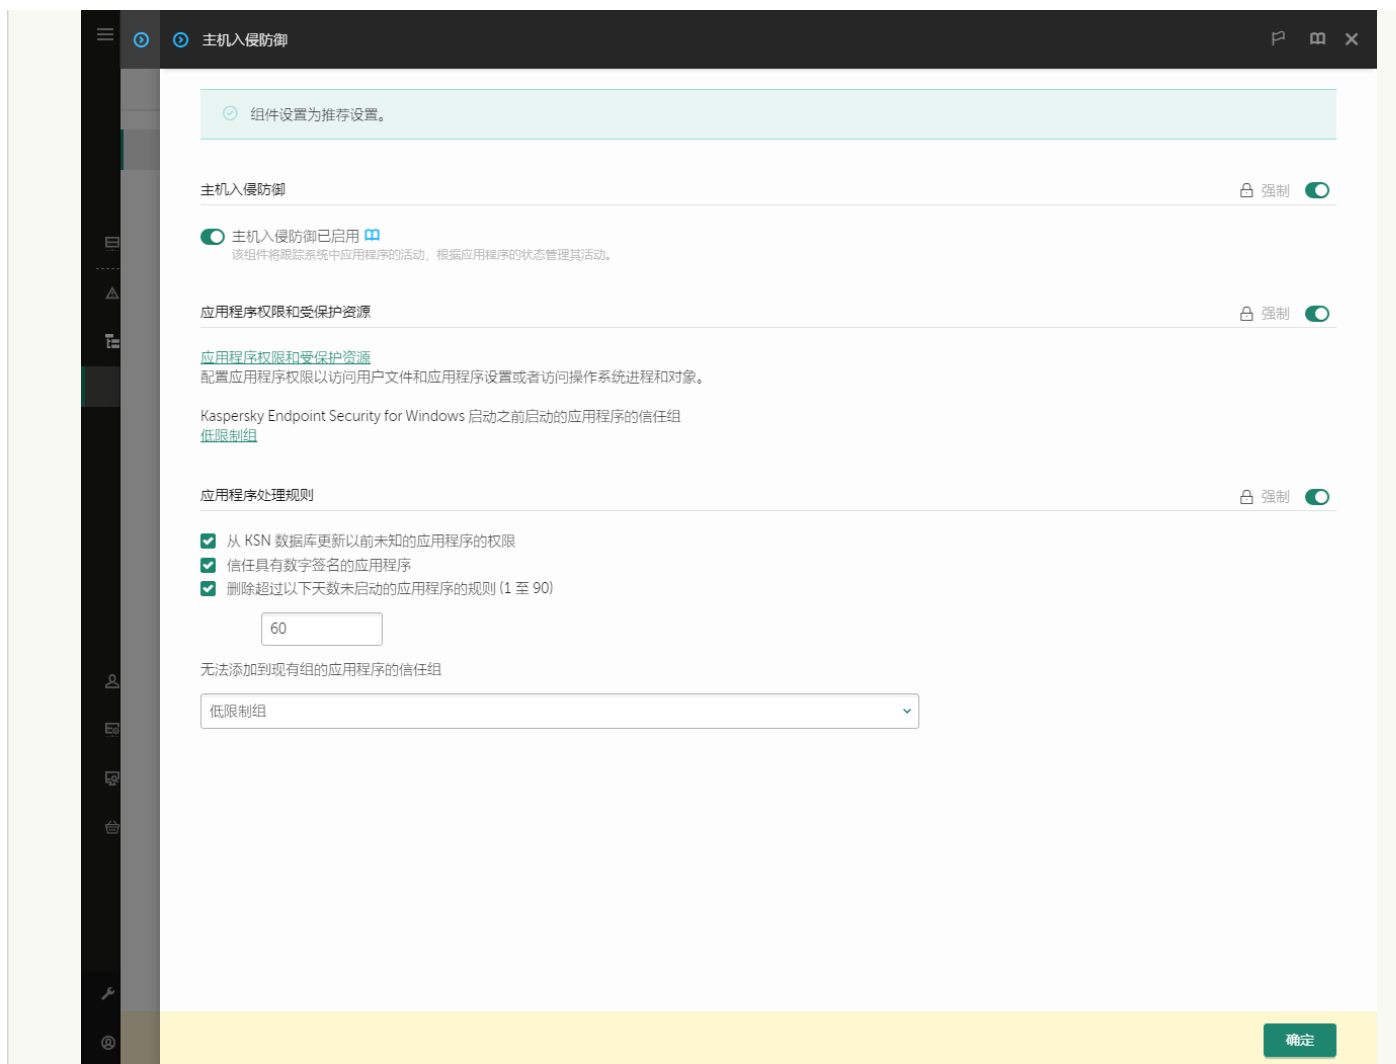 主机入侵防御
组件设置为推荐设置。
主机入侵防御
强制
主机入侵防御已启用
该组件将跟踪系统中应用程序的活动，根据应用程序的状态管理其活动。
应用程序权限和受保护资源
强制
应用程序权限和受保护资源
配置应用程序权限以访问用户文件和应用程序设置或者访问操作系统进程和对象。
Kaspersky Endpoint Security for Windows 启动之前启动的应用程序的信任组
低限制组
应用程序处理规则
强制
从 KSN 数据库更新以前未知的应用程序的权限
信任具有数字签名的应用程序
删除超过以下天数未启动的应用程序的规则 (1 至 90)
60
无法添加到现有组的应用程序的信任组
低限制组
确定